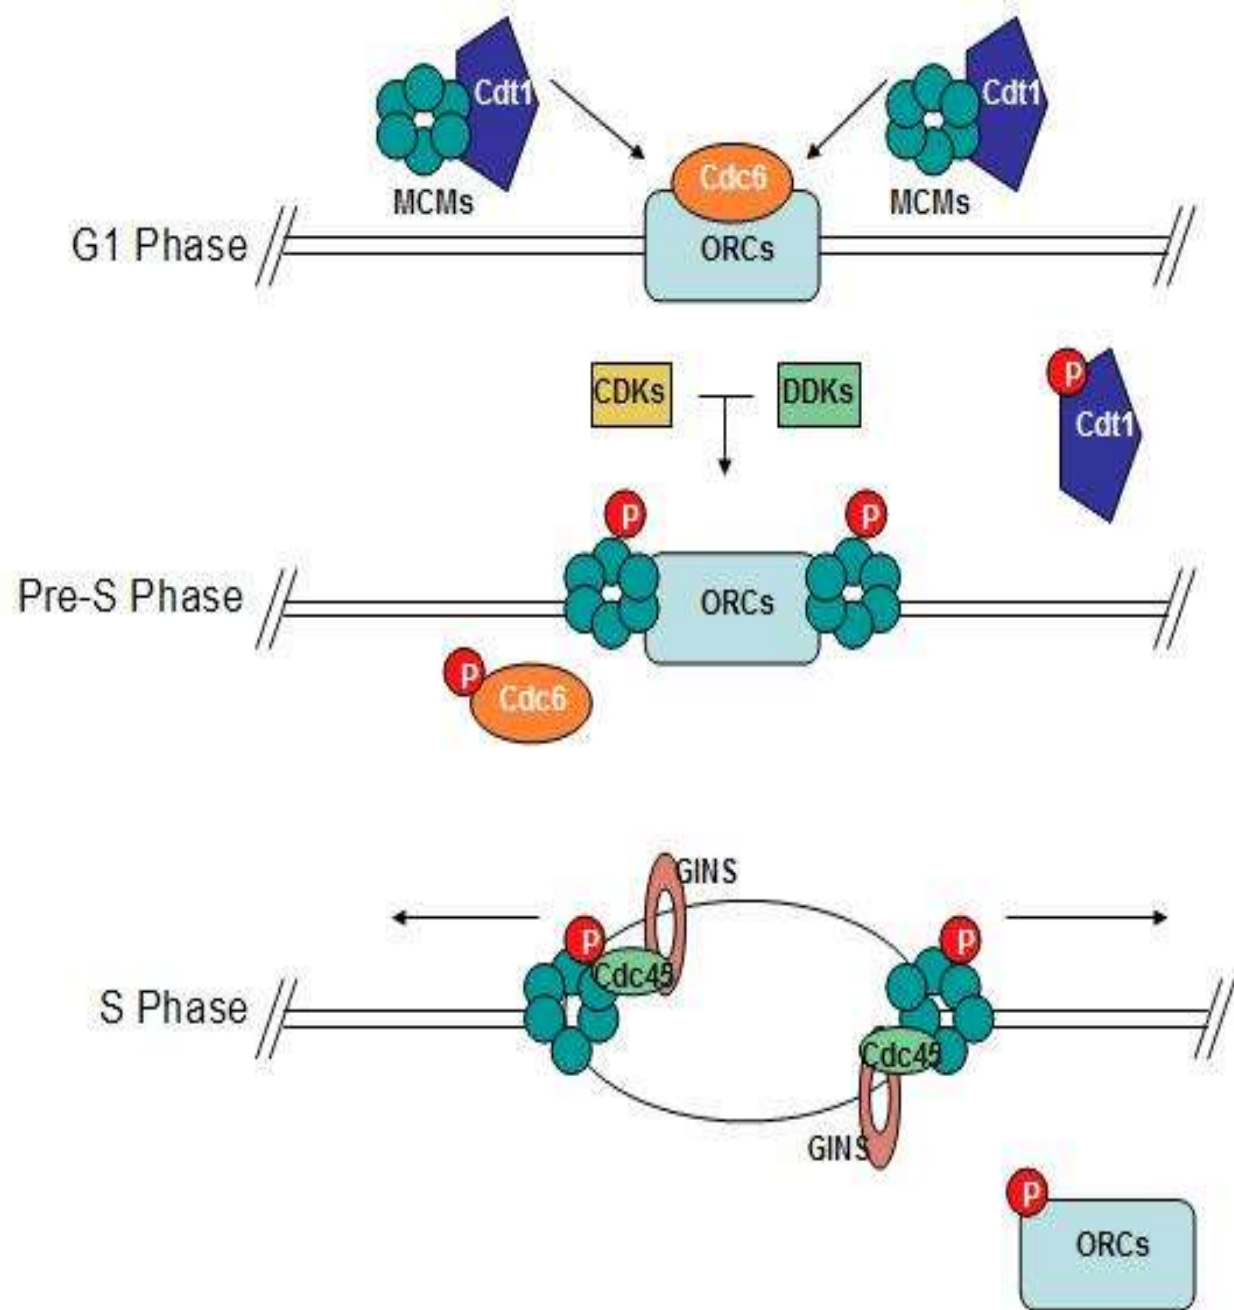 Cdt1
Cdt1
Cdc6
MCMs
MCMs
G1 Phase
ORCs
CDKs
DDKs
P
Cdt1
P
P
Pre-S Phase
ORCs
P
Cdc6
GINS
P
P
Cdc45
S Phase
Cdc45
GINS
P
ORCs